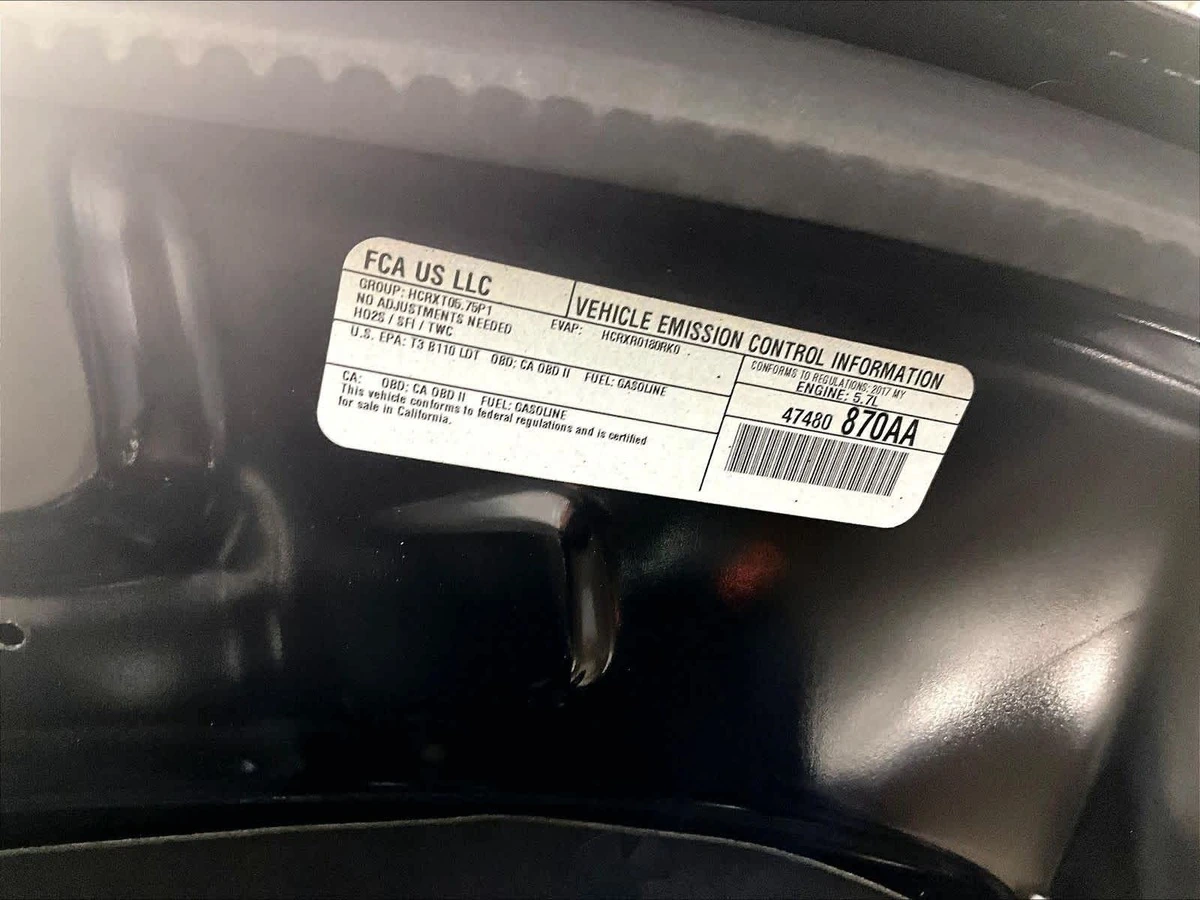 FCA US LLC
VEHICLE EMISSION CONTROL INFORMATION
GROUP: HCRXT05.75P1
EVAP: HCRXR0180RK0
NO ADJUSTMENTS NEEDED
HO2S / SFI / TWC
U.S. EPA: T3 B110 LDT OBD: CA OBD II FUEL: GASOLINE
CA: OBD: CA OBD II FUEL: GASOLINE
This vehicle conforms to federal regulations and is certified
for sale in California.
CONFORMS TO REGULATIONS: 2017 MY
ENGINE: 5.7L
47480 870AA